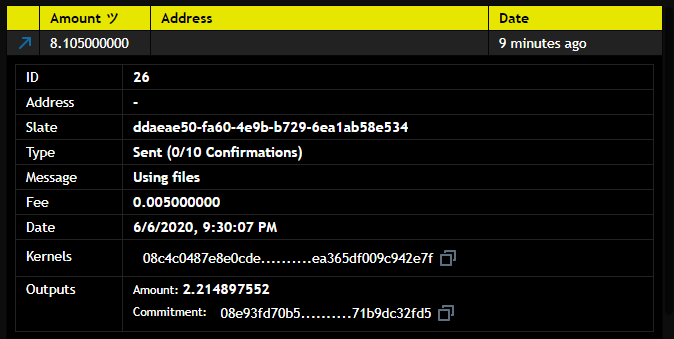 Amount ツ Address Date
8.105000000 9 minutes ago
ID 26
Address -
Slate ddaeae50-fa60-4e9b-b729-6ea1ab58e534
Type Sent (0/10 Confirmations)
Message Using files
Fee 0.005000000
Date 6/6/2020, 9:30:07 PM
Kernels 08c4c0487e8e0cde..........ea365df009c942e7f
Outputs Amount: 2.214897552
Commitment: 08e93fd70b5..........71b9dc32fd5